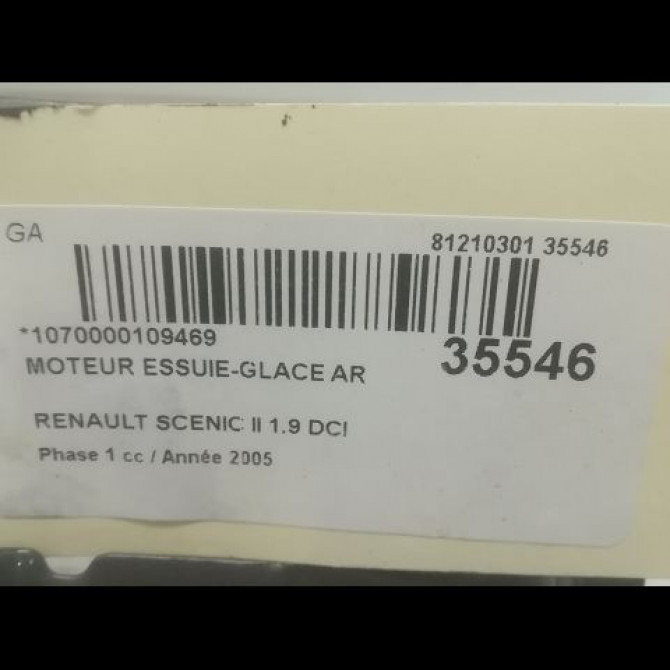 GA
81210301 35546
*1070000109469
35546
MOTEUR ESSUIE-GLACE AR
RENAULT SCENIC II 1.9 DCI
Phase 1 cc / Année 2005